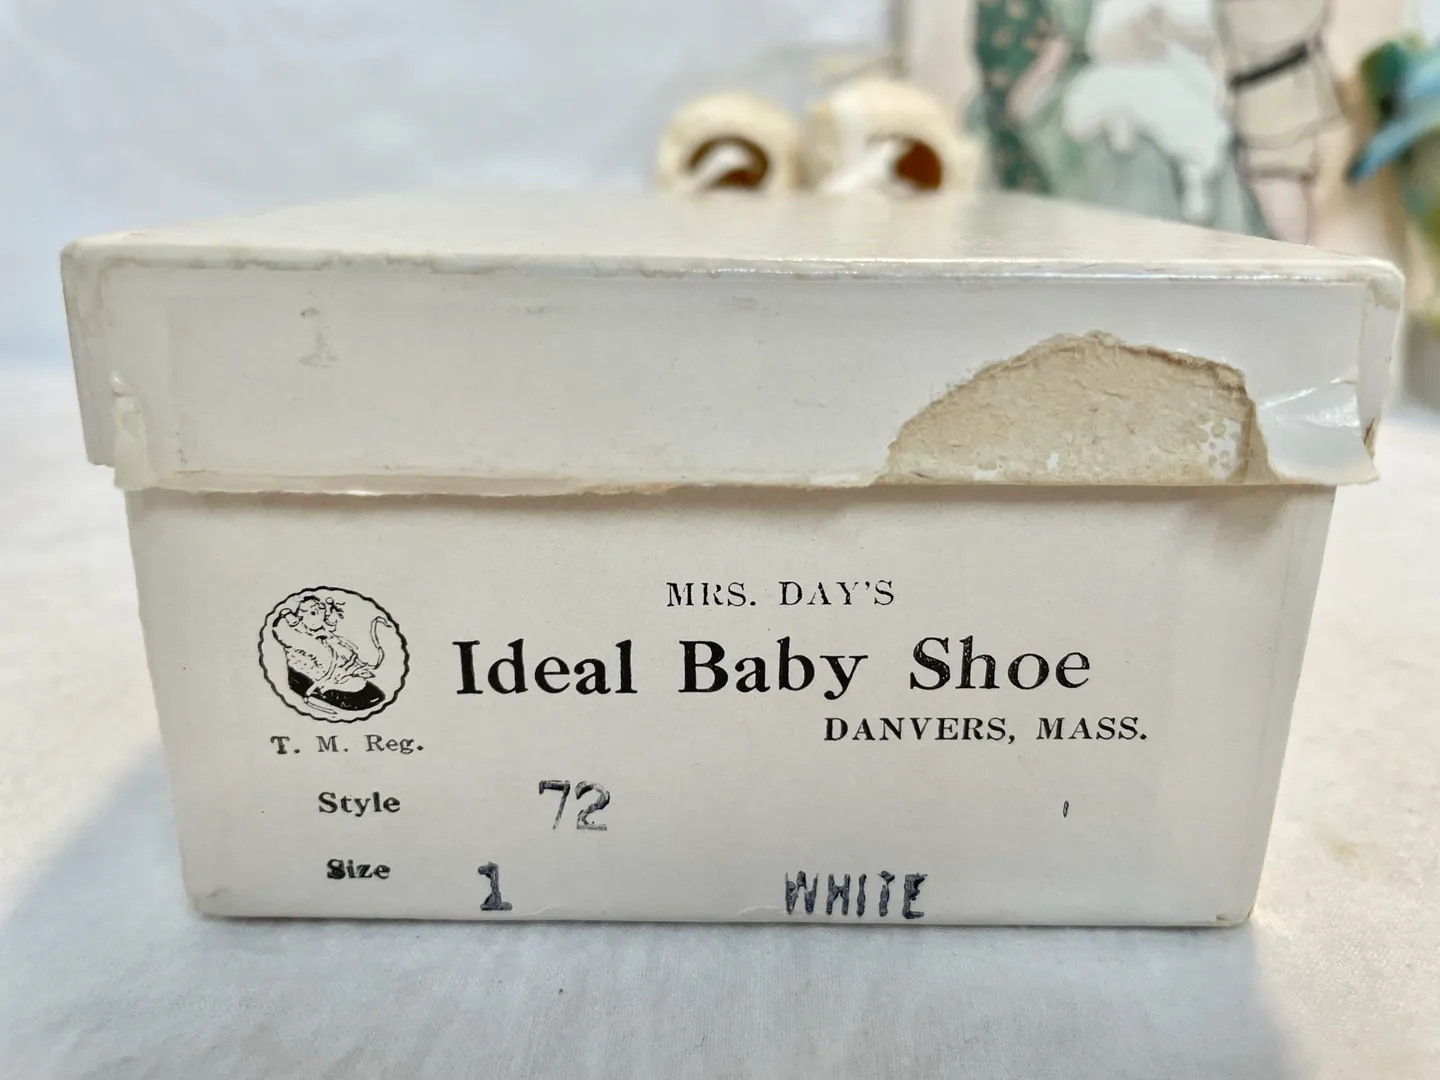 MRS. DAY'S
Ideal Baby Shoe
DANVERS, MASS.
T. M. Reg.
Style 72
Size 1 WHITE